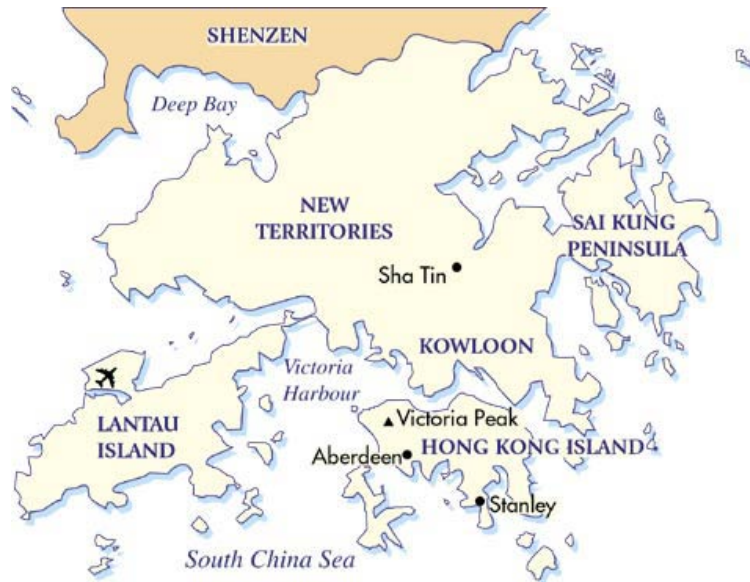 SHENZEN
Deep Bay
NEW
TERRITORIES
SAI KUNG
PENINSULA
Sha Tin
KOWLOON
Victoria
Harbour
LANTAU
ISLAND
Victoria Peak
HONG KONG ISLAND
Aberdeen
Stanley
South China Sea